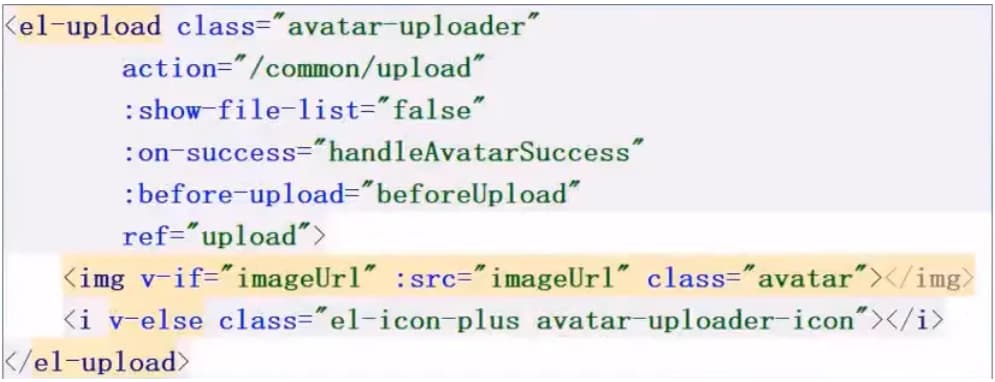 <el-upload class="avatar-uploader"
action="/common/upload"
:show-file-list="false"
:on-success="handleAvatarSuccess"
:before-upload="beforeUpload"
ref="upload">
<img v-if="imageUrl" :src="imageUrl" class="avatar"></img>
<i v-else class="el-icon-plus avatar-uploader-icon"></i>
</el-upload>